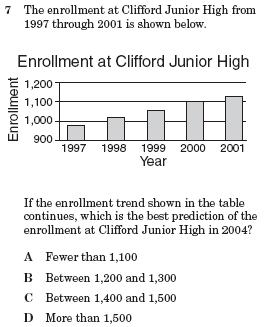 7 The enrollment at Clifford Junior High from
1997 through 2001 is shown below.
Enrollment at Clifford Junior High
Enrollment
1,200
1,100
1,000
900
1997 1998 1999 2000 2001
Year
If the enrollment trend shown in the table
continues, which is the best prediction of the
enrollment at Clifford Junior High in 2004?
A Fewer than 1,100
B Between 1,200 and 1,300
C Between 1,400 and 1,500
D More than 1,500